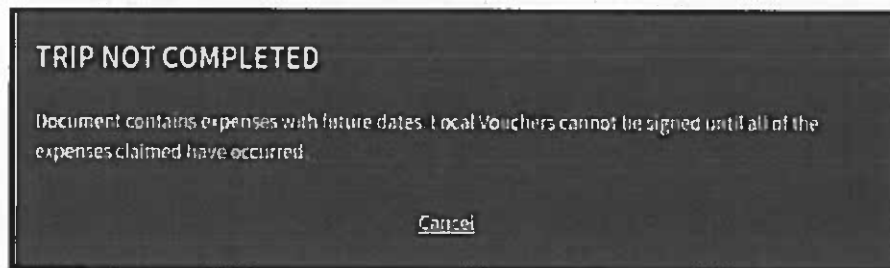 TRIP NOT COMPLETED
Document contains expenses with future dates. Local Vouchers cannot be signed until all of the
expenses claimed have occurred.
Cancel